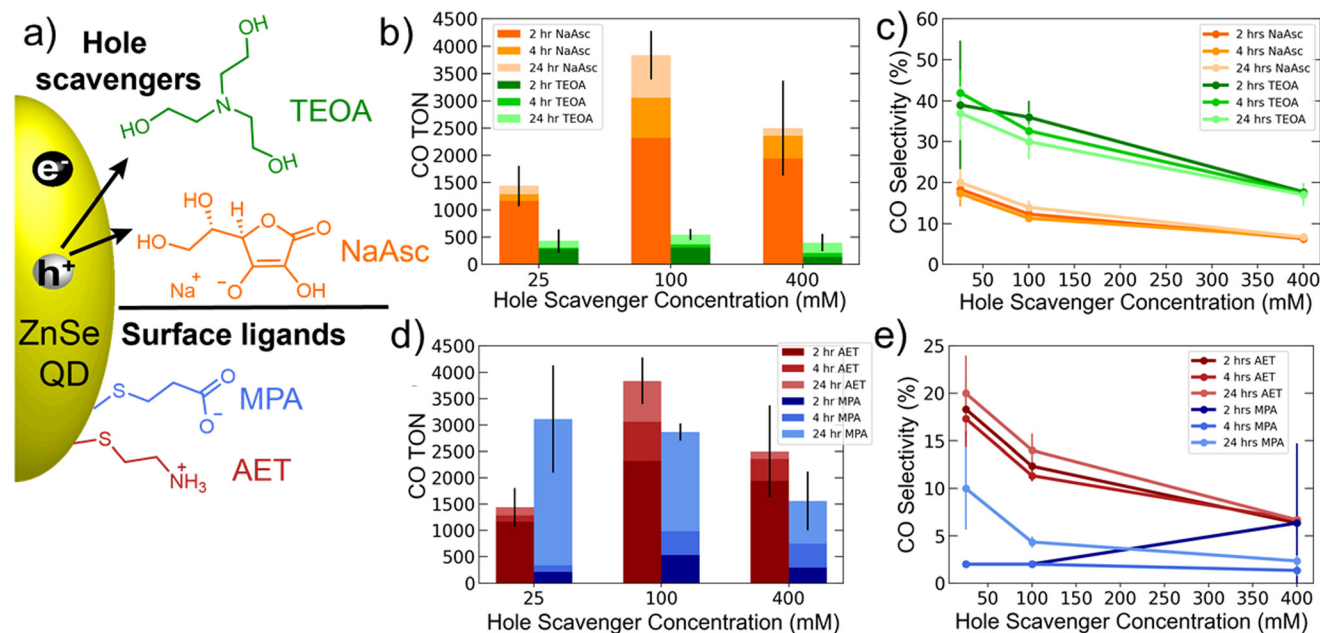 a)
Hole
scavengers
OH
HO
N
TEOA
OH
e-
h+
HO
H
O
O
HO
NaAsc
Na+
-O
OH
ZnSe
QD
Surface ligands
S
O
O-
MPA
S
+
NH3
AET
b)
4500
4000
3500
3000
2500
2000
1500
1000
500
0
CO TON
2 hr NaAsc
4 hr NaAsc
24 hr NaAsc
2 hr TEOA
4 hr TEOA
24 hr TEOA
25 100 400
Hole Scavenger Concentration (mM)
c)
60
50
40
30
20
10
0
CO Selectivity (%)
2 hrs NaAsc
4 hrs NaAsc
24 hrs NaAsc
2 hrs TEOA
4 hrs TEOA
24 hrs TEOA
50 100 150 200 250 300 350 400
Hole Scavenger Concentration (mM)
d)
4500
4000
3500
3000
2500
2000
1500
1000
500
0
CO TON
2 hr AET
4 hr AET
24 hr AET
2 hr MPA
4 hr MPA
24 hr MPA
25 100 400
Hole Scavenger Concentration (mM)
e)
25
20
15
10
5
0
CO Selectivity (%)
2 hrs AET
4 hrs AET
24 hrs AET
2 hrs MPA
4 hrs MPA
24 hrs MPA
50 100 150 200 250 300 350 400
Hole Scavenger Concentration (mM)